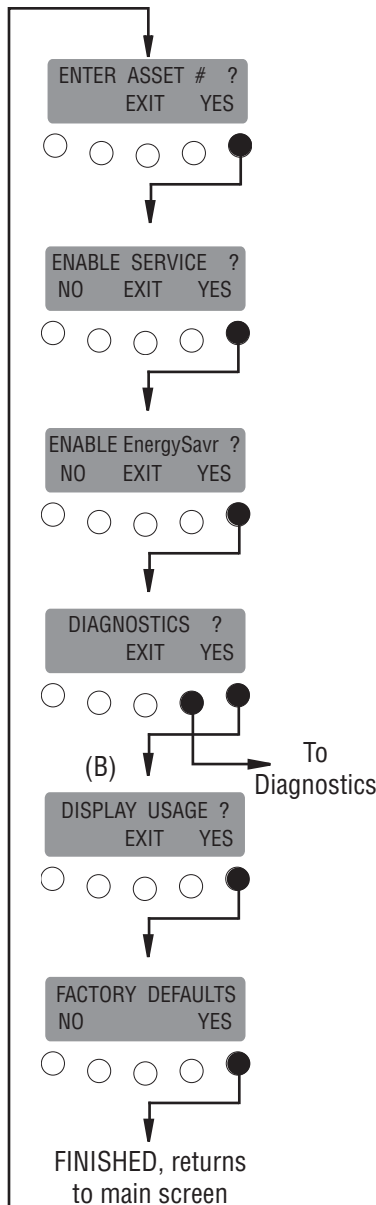 ENTER ASSET # ?
EXIT YES
ENABLE SERVICE ?
NO EXIT YES
ENABLE EnergySavr ?
NO EXIT YES
DIAGNOSTICS ?
EXIT YES
(B)
To
Diagnostics
DISPLAY USAGE ?
EXIT YES
FACTORY DEFAULTS
NO YES
FINISHED, returns
to main screen